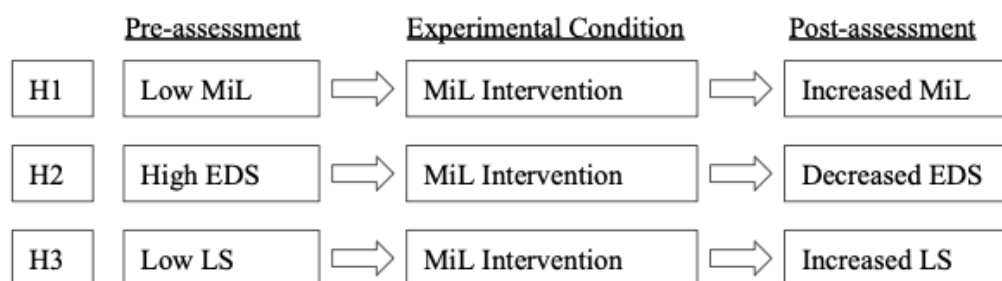 Pre-assessment Experimental Condition Post-assessment
H1 Low MiL MiL Intervention Increased MiL
H2 High EDS MiL Intervention Decreased EDS
H3 Low LS MiL Intervention Increased LS